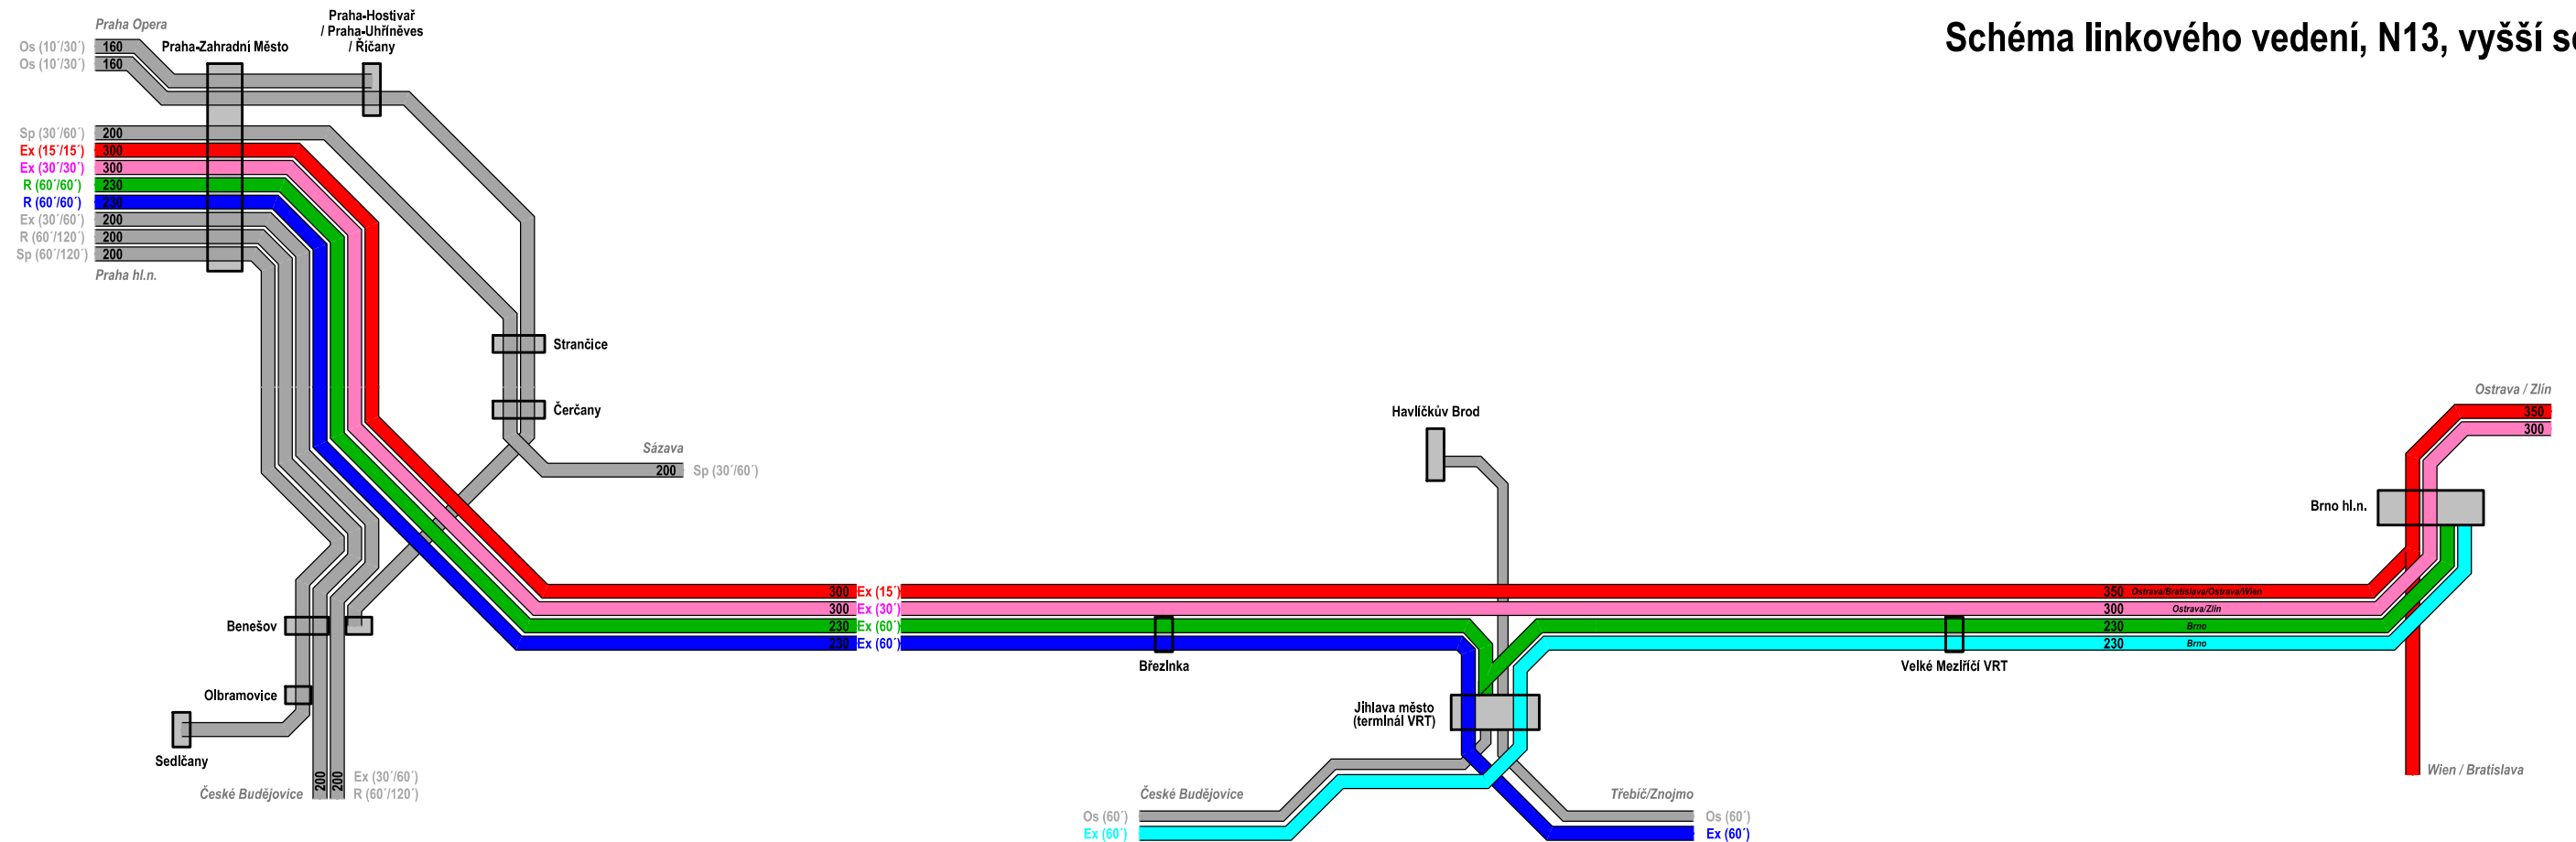 Schéma linkového vedení, N13, vyšší se
Praha Opera
Os (10´/30´) 160
Os (10´/30´) 160
Praha-Zahradní Město
Praha-Hostivař
/ Praha-Uhříněves
/ Říčany
Sp (30´/60´) 200
Ex (15´/15´) 300
Ex (30´/30´) 300
R (60´/60´) 230
R (60´/60´) 230
Ex (30´/60´) 200
R (60´/120´) 200
Sp (60´/120´) 200
Praha hl.n.
Strančice
Čerčany
Sázava
200 Sp (30´/60´)
Havlíčkův Brod
Ostrava / Zlín
350
300
Brno hl.n.
300 Ex (15´)
300 Ex (30´)
230 Ex (60´)
230 Ex (60´)
350 Ostrava/Bratislava/Ostrava/Wien
300 Ostrava/Zlín
230 Brno
230 Brno
Benešov
Březinka
Velké Meziříčí VRT
Olbramovice
Jihlava město
(terminál VRT)
Sedlčany
200
200
Ex (30´/60´)
R (60´/120´)
České Budějovice
České Budějovice
Os (60´)
Ex (60´)
Třebíč/Znojmo
Os (60´)
Ex (60´)
Wien / Bratislava